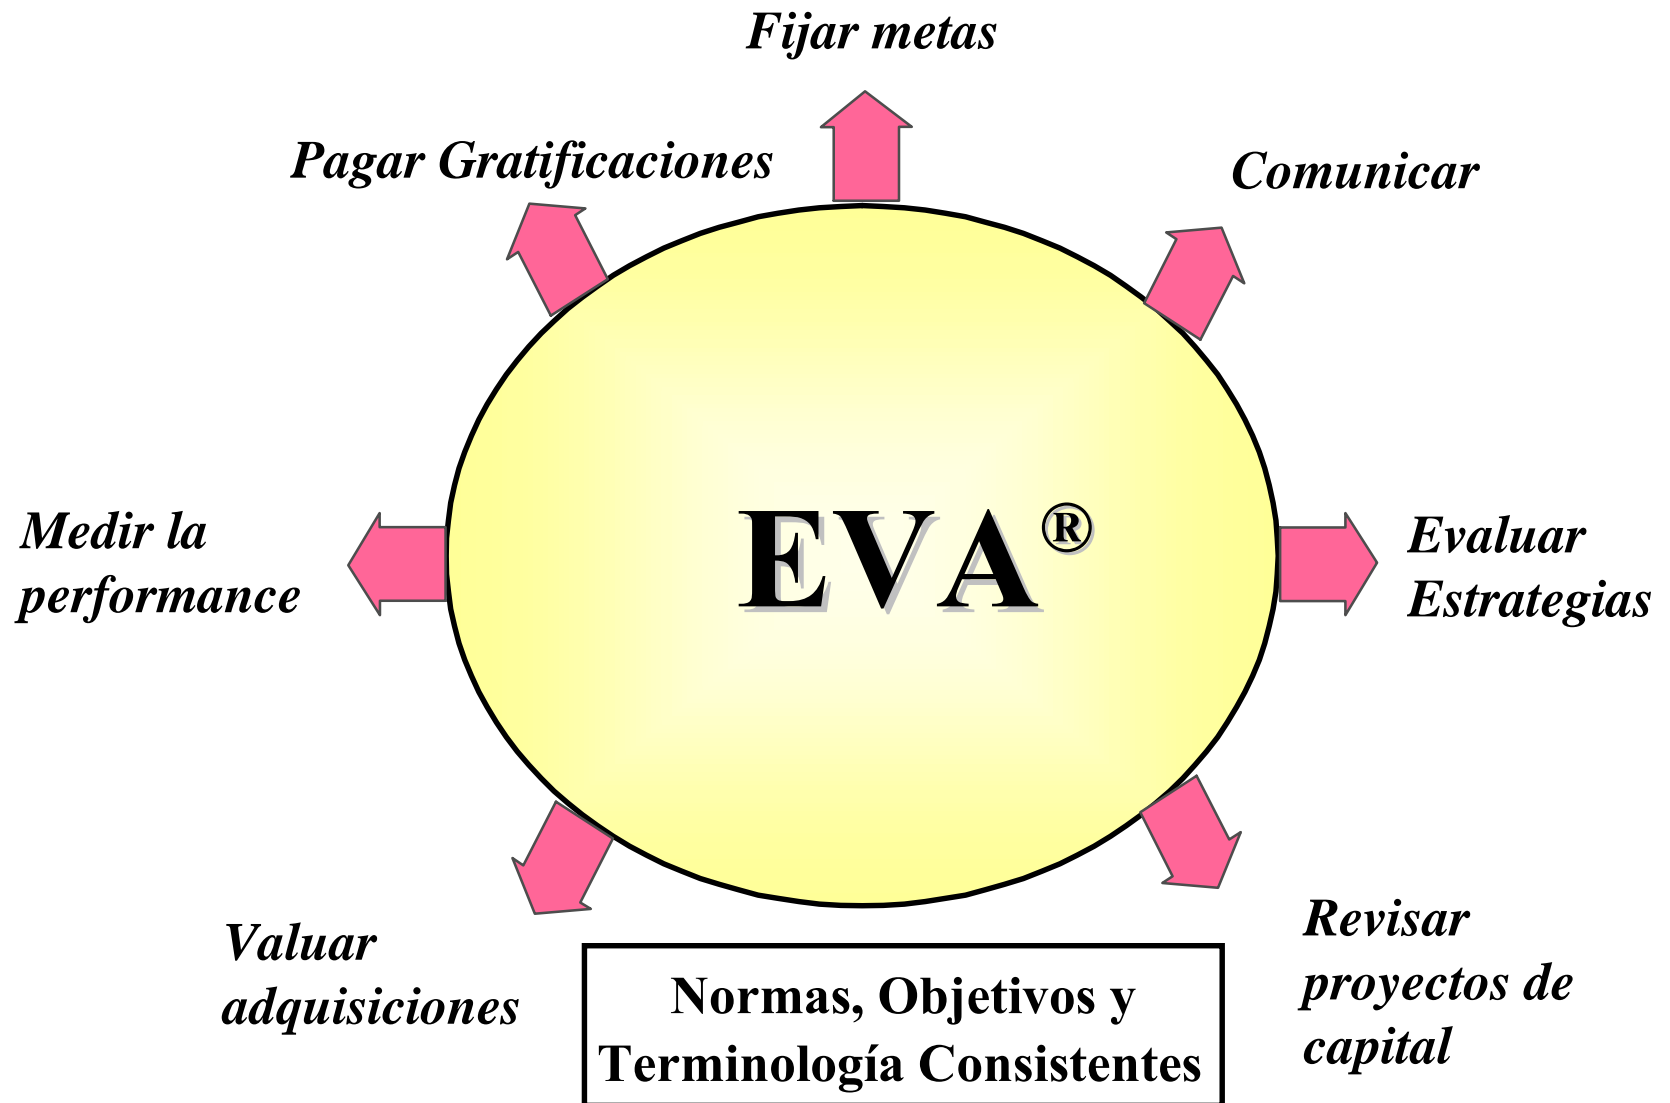 Fijar metas
Pagar Gratificaciones
Comunicar
EVA®
Medir la
performance
Evaluar
Estrategias
Valuar
adquisiciones
Revisar
proyectos de
capital
Normas, Objetivos y
Terminología Consistentes